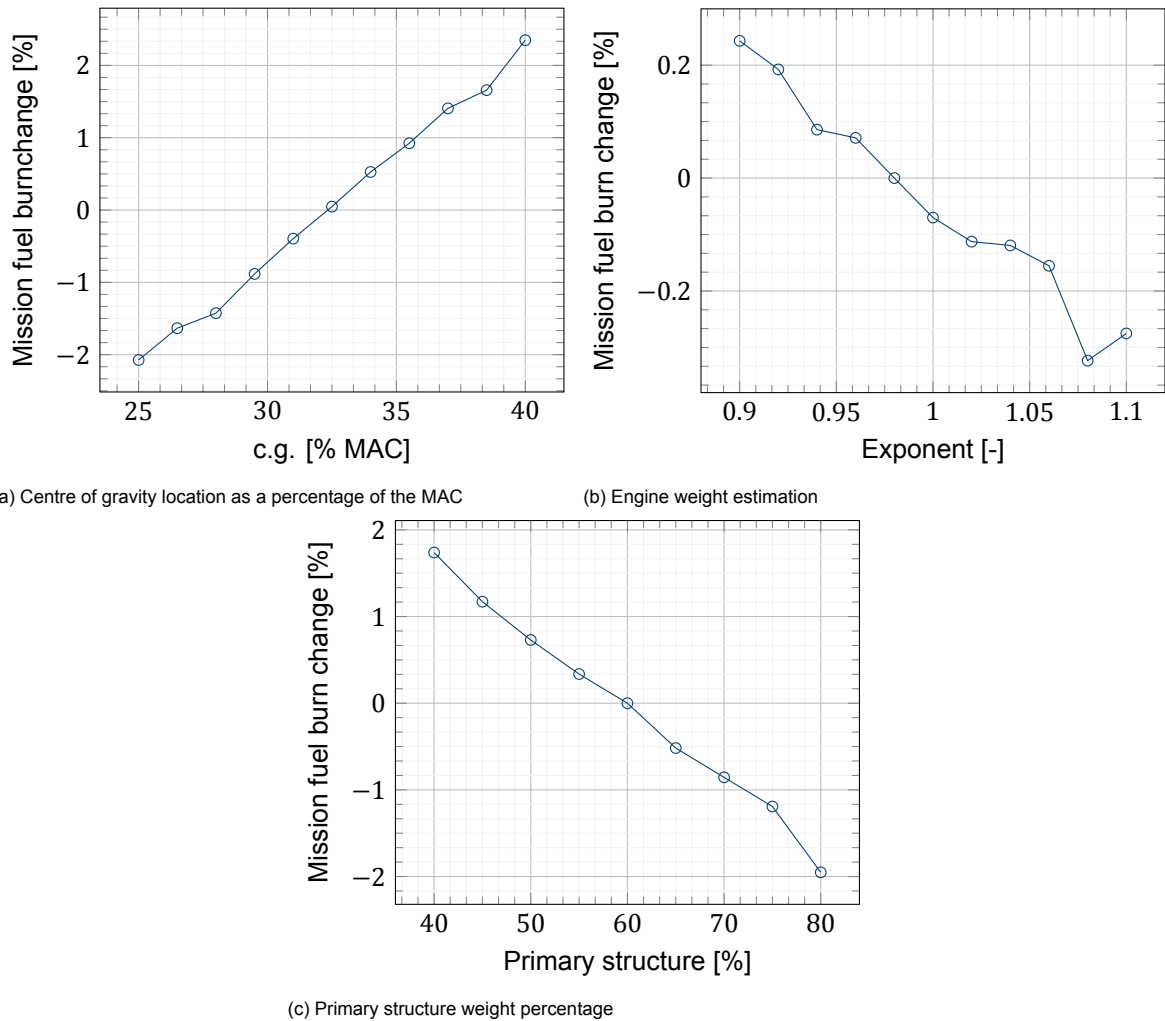 Mission fuel burnchange [%]
2
1
0
−1
−2
25 30 35 40
c.g. [% MAC]
a) Centre of gravity location as a percentage of the MAC
Mission fuel burn change [%]
0.2
0
−0.2
0.9 0.95 1 1.05 1.1
Exponent [-]
(b) Engine weight estimation
Mission fuel burn change [%]
2
1
0
−1
−2
40 50 60 70 80
Primary structure [%]
(c) Primary structure weight percentage